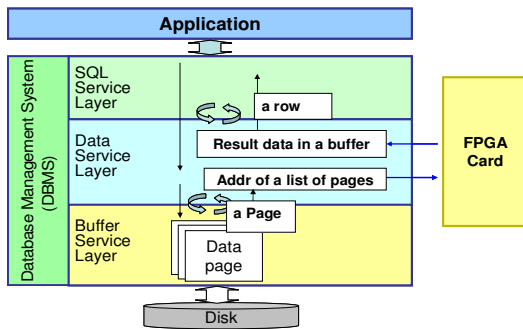 Application
Database Management System
(DBMS)
SQL
Service
Layer
a row
Data
Service
Layer
Result data in a buffer
Addr of a list of pages
FPGA
Card
Buffer
Service
Layer
a Page
Data
page
Disk